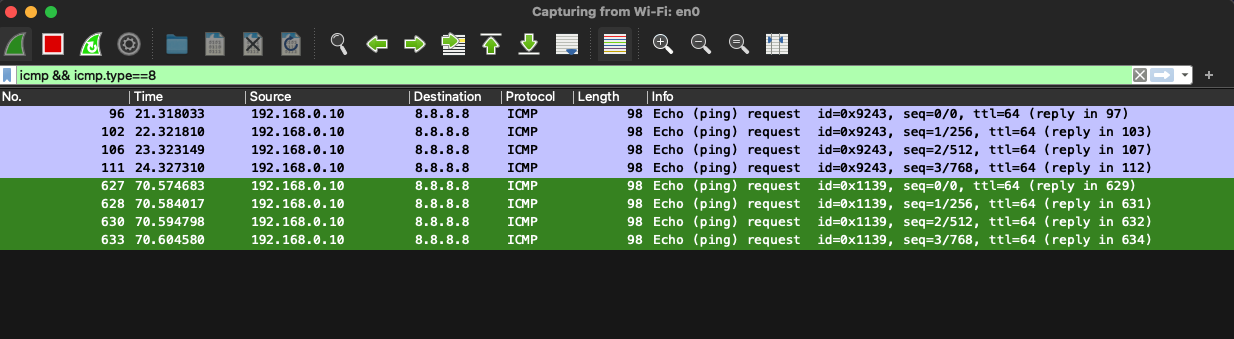 Capturing from Wi-Fi: en0
icmp && icmp.type==8
No. Time Source Destination Protocol Length Info
96 21.318033 192.168.0.10 8.8.8.8 ICMP 98 Echo (ping) request id=0x9243, seq=0/0, ttl=64 (reply in 97)
102 22.321810 192.168.0.10 8.8.8.8 ICMP 98 Echo (ping) request id=0x9243, seq=1/256, ttl=64 (reply in 103)
106 23.323149 192.168.0.10 8.8.8.8 ICMP 98 Echo (ping) request id=0x9243, seq=2/512, ttl=64 (reply in 107)
111 24.327310 192.168.0.10 8.8.8.8 ICMP 98 Echo (ping) request id=0x9243, seq=3/768, ttl=64 (reply in 112)
627 70.574683 192.168.0.10 8.8.8.8 ICMP 98 Echo (ping) request id=0x1139, seq=0/0, ttl=64 (reply in 629)
628 70.584017 192.168.0.10 8.8.8.8 ICMP 98 Echo (ping) request id=0x1139, seq=1/256, ttl=64 (reply in 631)
630 70.594798 192.168.0.10 8.8.8.8 ICMP 98 Echo (ping) request id=0x1139, seq=2/512, ttl=64 (reply in 632)
633 70.604580 192.168.0.10 8.8.8.8 ICMP 98 Echo (ping) request id=0x1139, seq=3/768, ttl=64 (reply in 634)